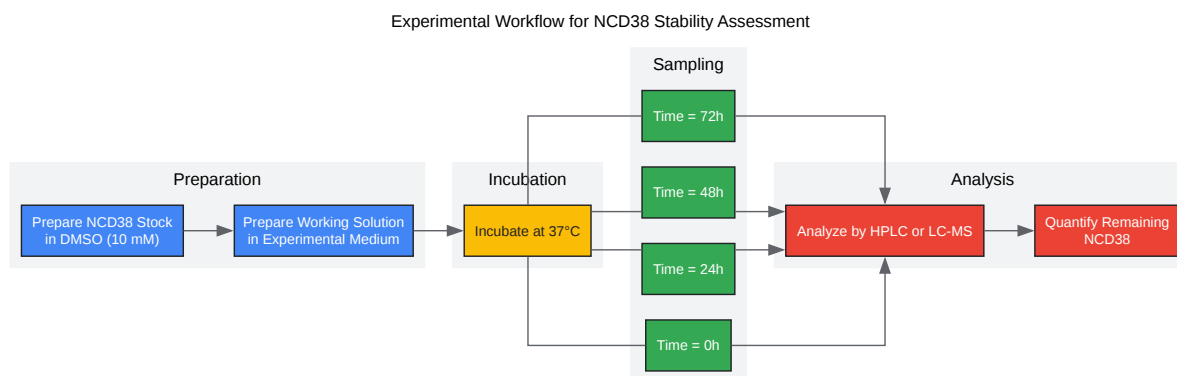 Experimental Workflow for NCD38 Stability Assessment
Preparation
Prepare NCD38 Stock
in DMSO (10 mM)
Prepare Working Solution
in Experimental Medium
Incubation
Incubate at 37°C
Sampling
Time = 72h
Time = 48h
Time = 24h
Time = 0h
Analysis
Analyze by HPLC or LC-MS
Quantify Remaining
NCD38